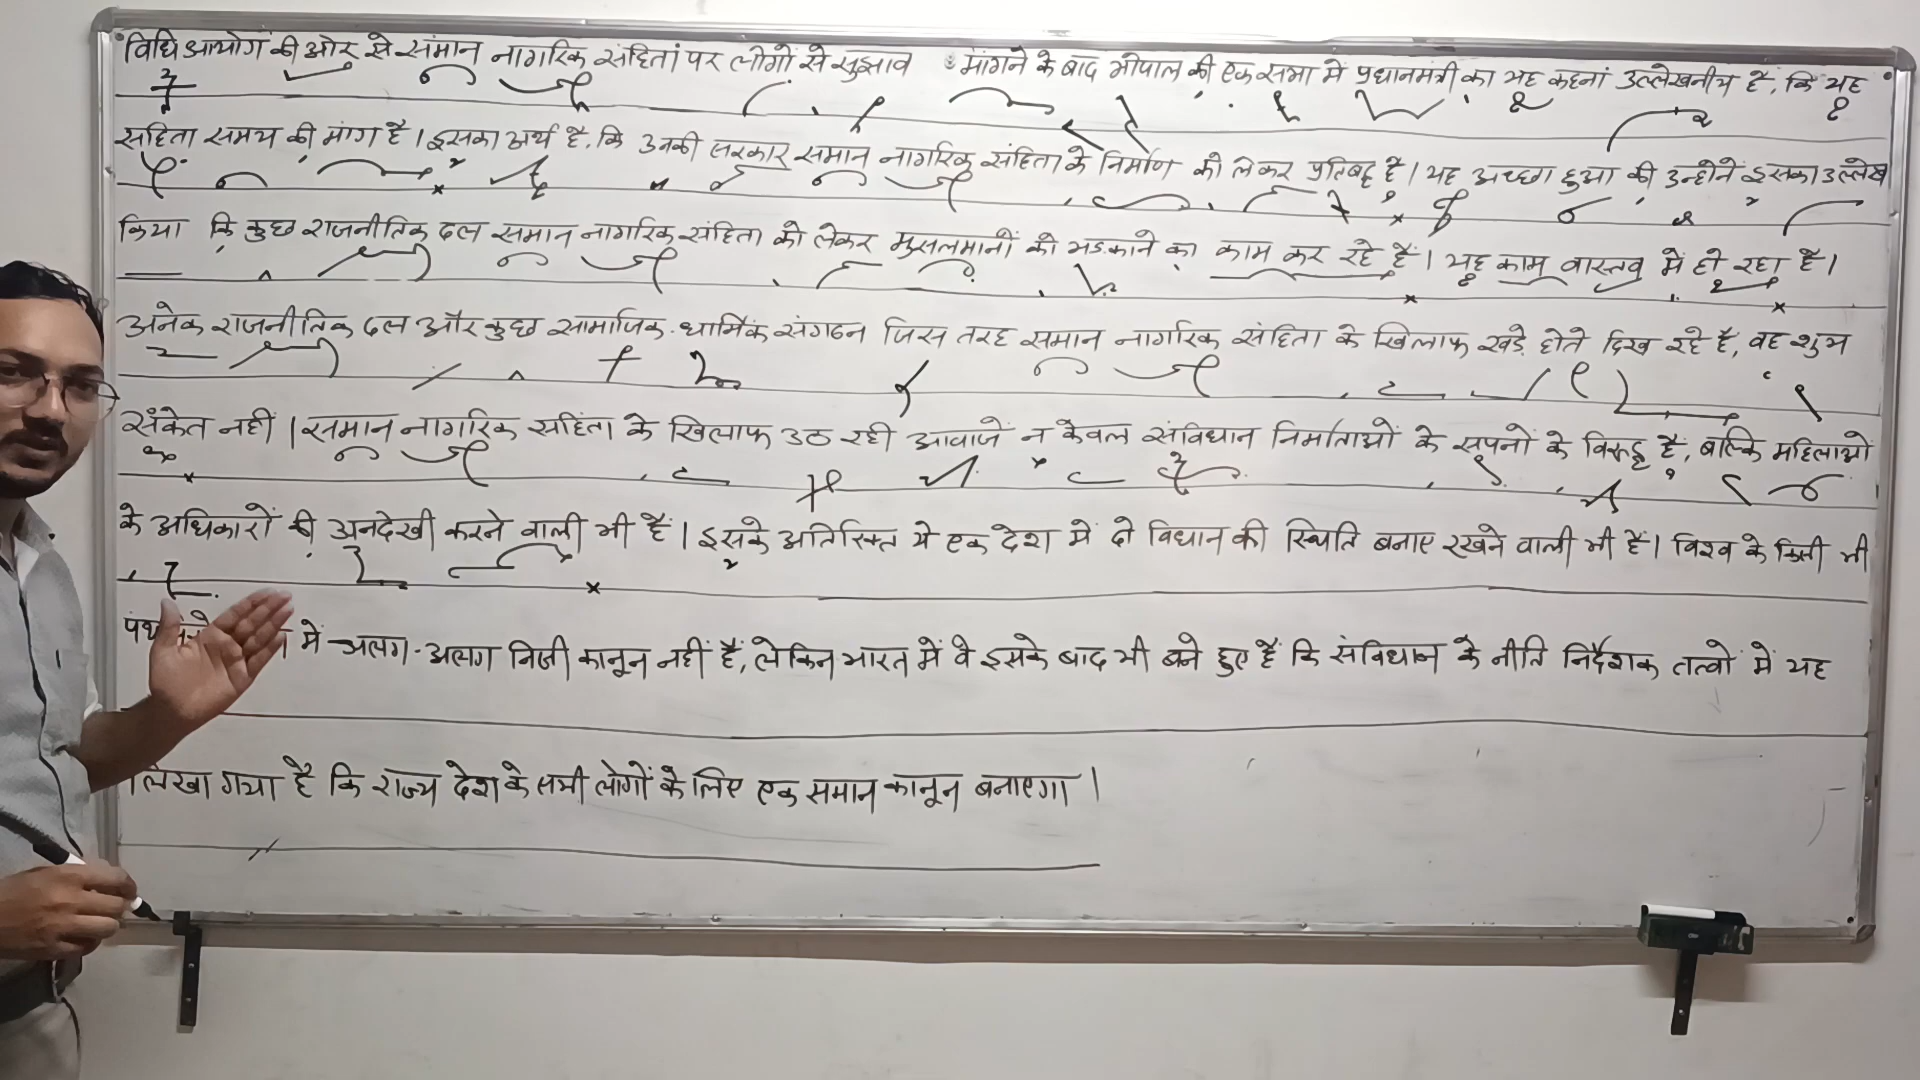 विधि आयोग की ओर से समान नागरिक संहिता पर लोगों से सुझाव मांगने के बाद भोपाल की एक सभा में प्रधानमंत्री का यह कहना उल्लेखनीय है, कि यह
संहिता समय की मांग है। इसका अर्थ है, कि उनकी सरकार समान नागरिक संहिता के निर्माण को लेकर प्रतिबद्ध है। यह अच्छा हुआ की उन्होनें इसका उल्लेख
किया कि कुछ राजनीतिक दल समान नागरिक संहिता को लेकर मुसलमानों को भडकाने का काम कर रहे है। यह काम वास्तव में हो रहा है।
अनेक राजनीतिक दल और कुछ सामाजिक-धार्मिक संगठन जिस तरह समान नागरिक संहिता के खिलाफ खड़े होते दिख रहे है, वह शुभ
संकेत नही। समान नागरिक सहिंता के खिलाफ उठ रही आवाजें न केवल संविधान निर्माताओं के सपनो के विरूद्ध है, बल्कि महिलाओ
के अधिकारों की अनदेखी करने वाली भी है। इसके अतिरिक्त ये एक देश में दो विधान की स्थिति बनाए रखने वाली भी है। विश्व के किसी भी
में अलग-अलग निजी कानून नहीं है, लेकिन भारत में वे इसके बाद भी बने हुए हैं कि संविधान के नीति निर्देशक तत्वो में यह
लिखा गया है कि राज्य देश के सभी लोगों के लिए एक समान कानून बनाएगा।